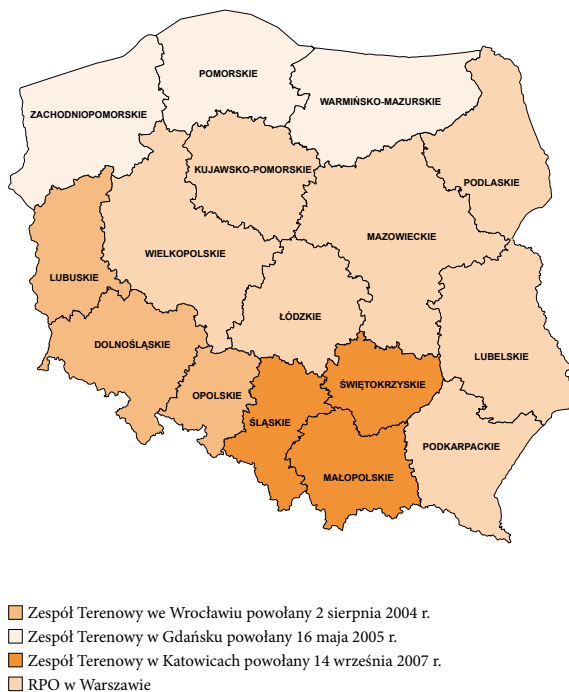 POMORSKIE
WARMIŃSKO-MAZURSKIE
ZACHODNIOPOMORSKIE
KUJAWSKO-POMORSKIE
PODLASKIE
MAZOWIECKIE
WIELKOPOLSKIE
LUBUSKIE
ŁÓDZKIE
DOLNOŚLĄSKIE
LUBELSKIE
ŚWIĘTOKRZYSKIE
OPOLSKIE
ŚLĄSKIE
PODKARPACKIE
MAŁOPOLSKIE
Zespół Terenowy we Wrocławiu powołany 2 sierpnia 2004 r.
Zespół Terenowy w Gdańsku powołany 16 maja 2005 r.
Zespół Terenowy w Katowicach powołany 14 września 2007 r.
RPO w Warszawie